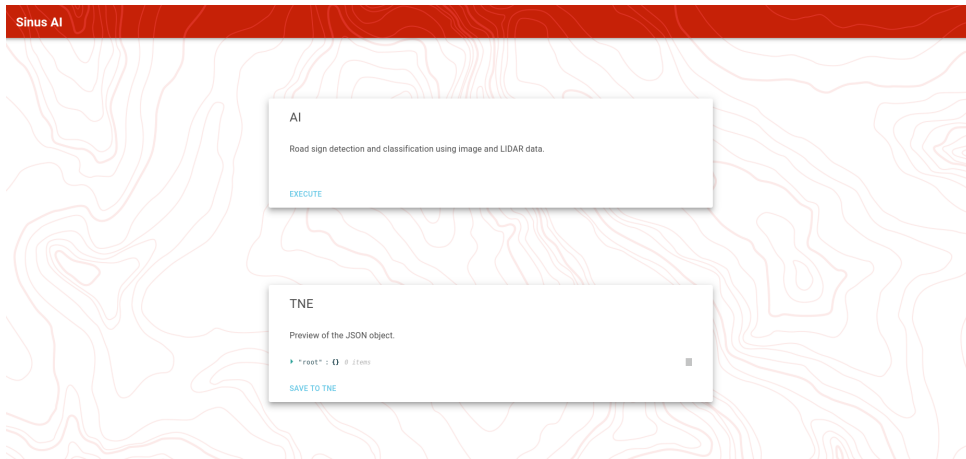 Sinus AI
AI
Road sign detection and classification using image and LIDAR data.
EXECUTE
TNE
Preview of the JSON object.
"root" : {} 0 items
SAVE TO TNE